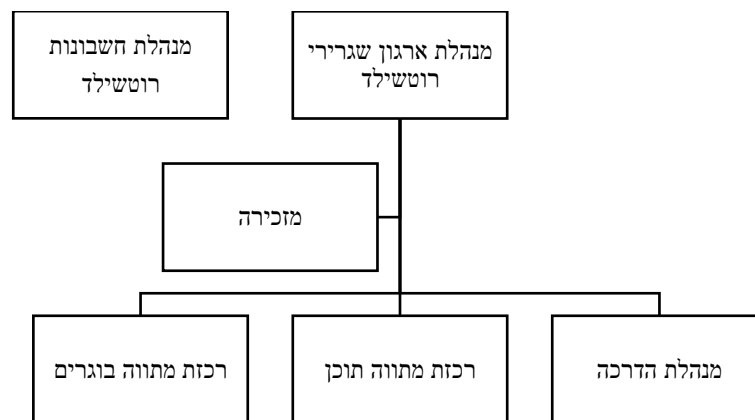 מנהלת ארגון שגרירי
רוטשילד
מנהלת חשבונות
רוטשילד
מזכירה
מנהלת הדרכה
רכזת מתווה תוכן
רכזת מתווה בוגרים